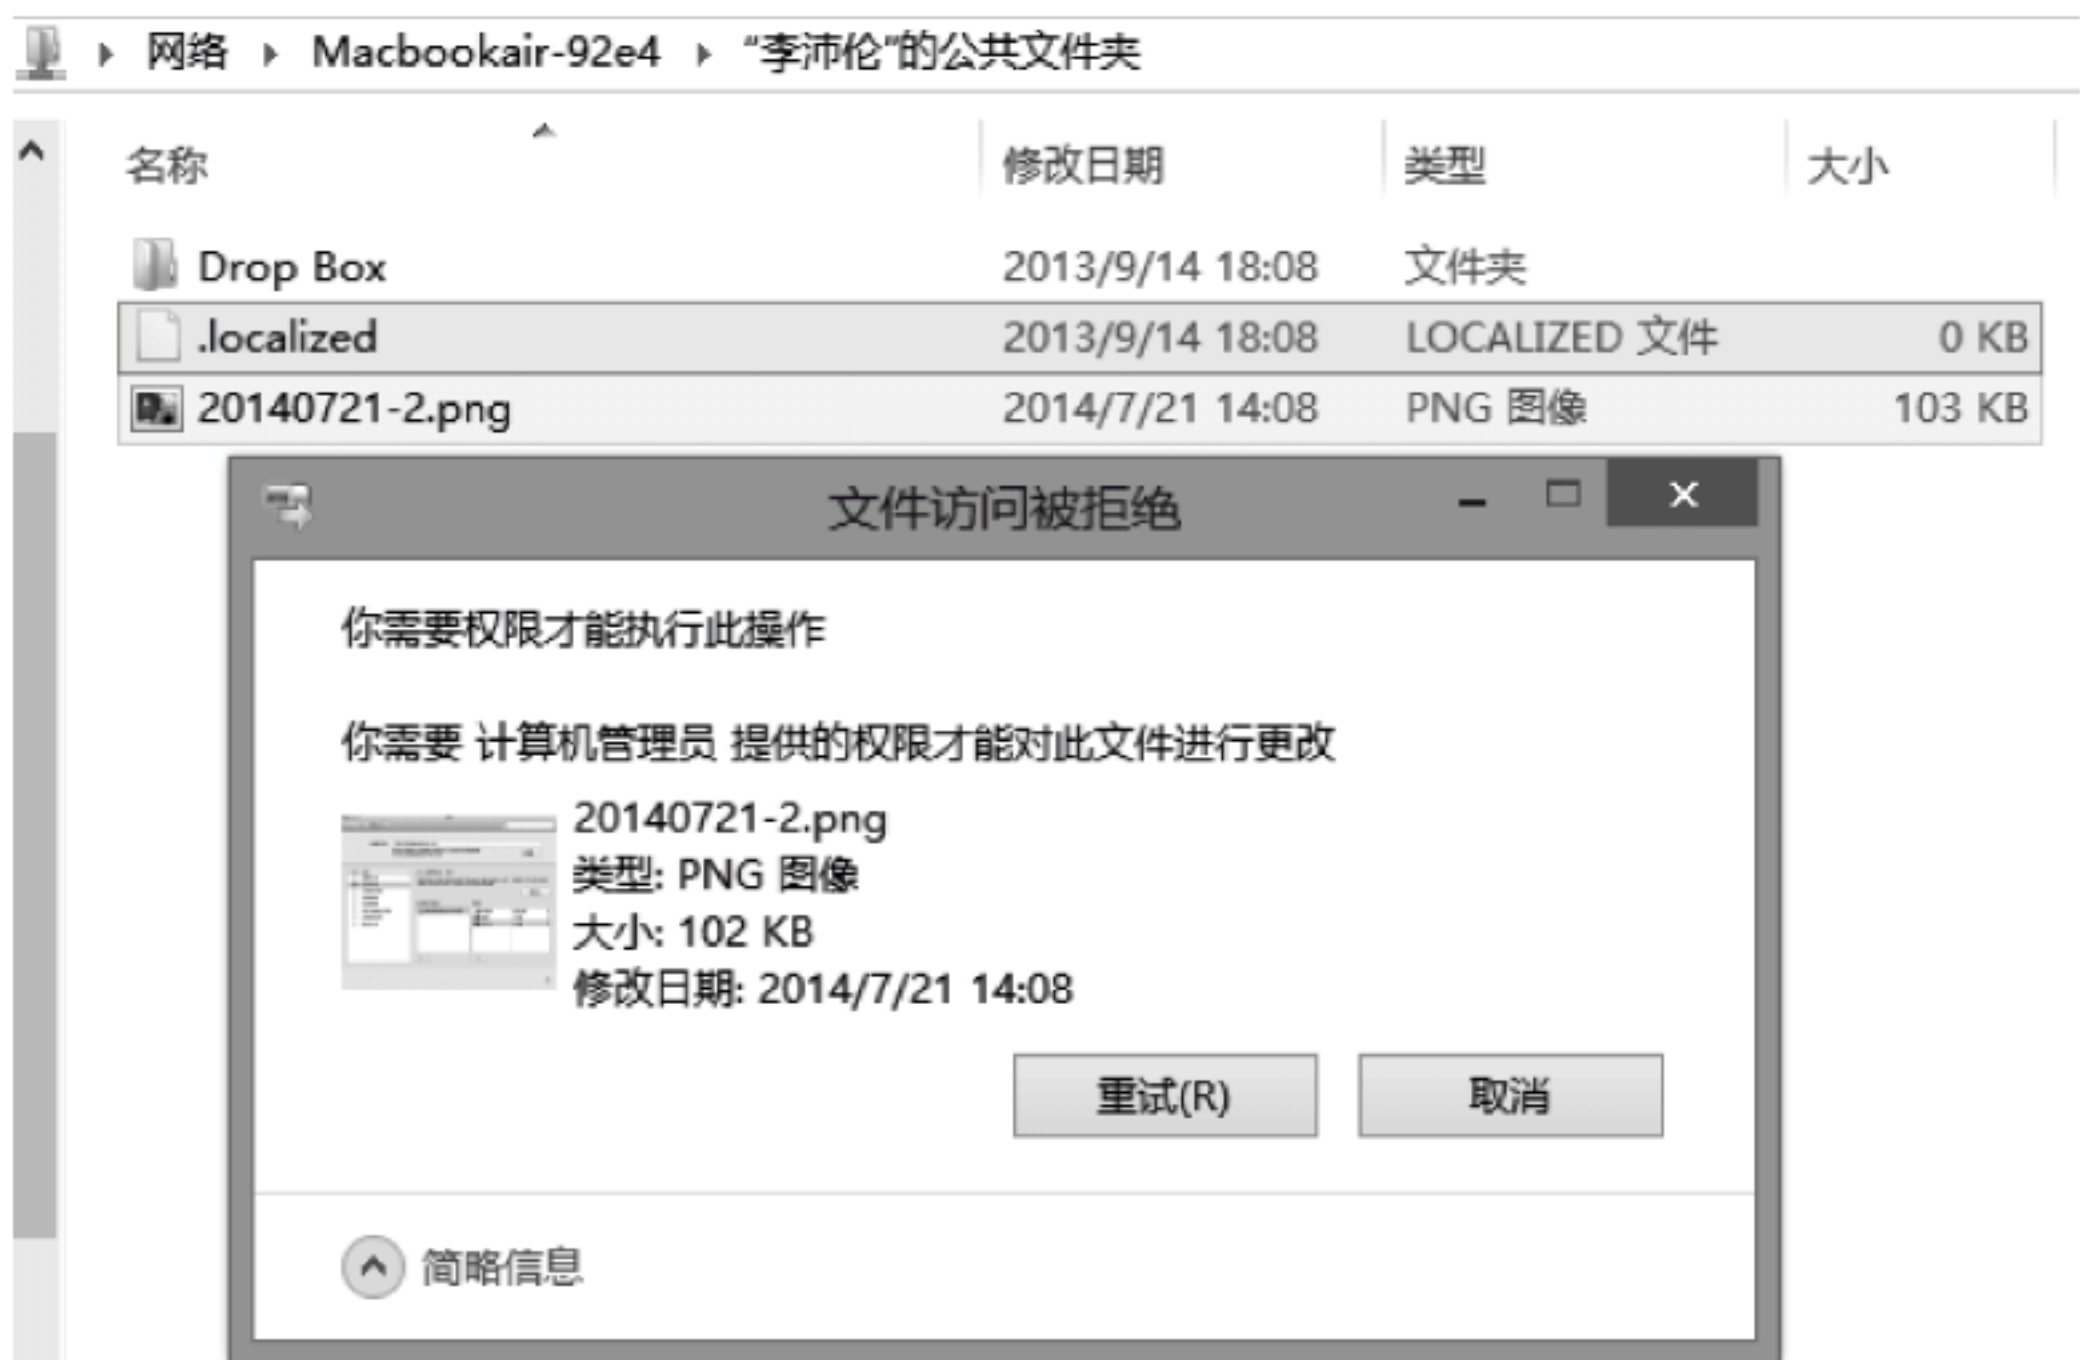 网络 Macbookair-92e4 “李沛伦”的公共文件夹
名称 修改日期 类型 大小
Drop Box 2013/9/14 18:08 文件夹
.localized 2013/9/14 18:08 LOCALIZED 文件 0 KB
20140721-2.png 2014/7/21 14:08 PNG 图像 103 KB
文件访问被拒绝
你需要权限才能执行此操作
你需要 计算机管理员 提供的权限才能对此文件进行更改
20140721-2.png
类型: PNG 图像
大小: 102 KB
修改日期: 2014/7/21 14:08
重试(R) 取消
简略信息